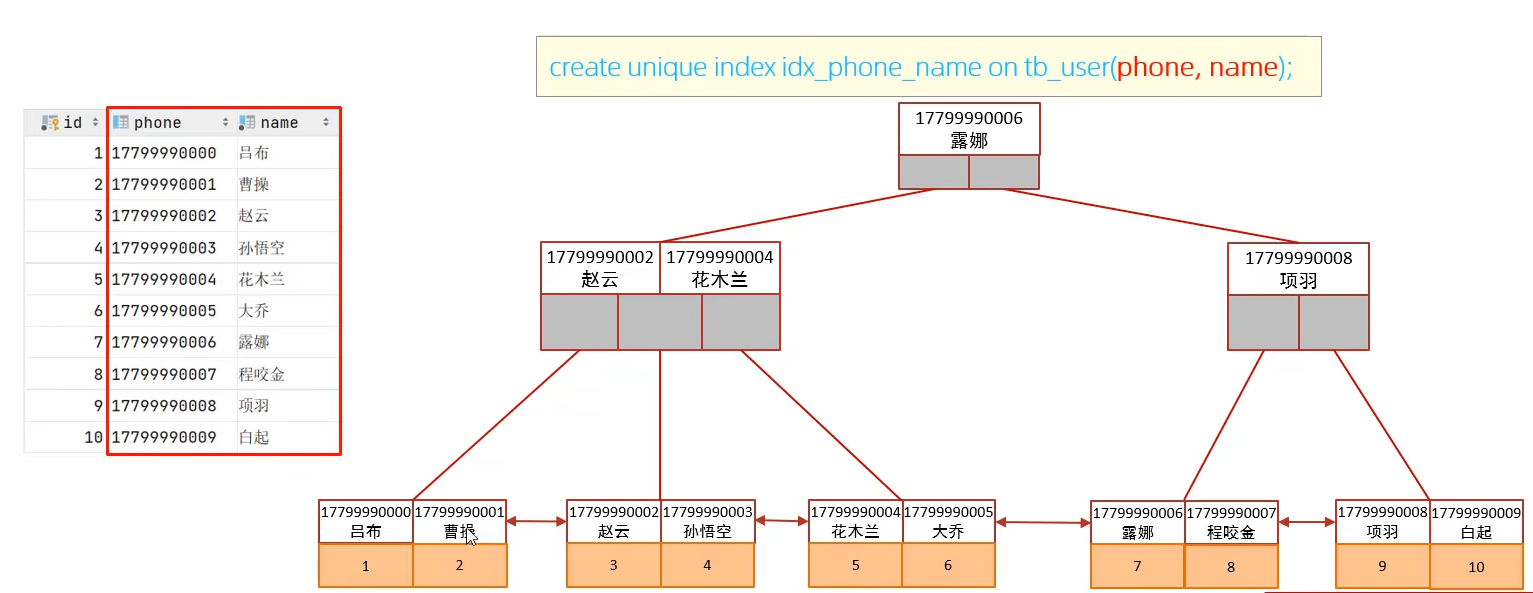 create unique index idx_phone_name on tb_user(phone, name);
id phone name
1 17799990000 吕布
2 17799990001 曹操
3 17799990002 赵云
4 17799990003 孙悟空
5 17799990004 花木兰
6 17799990005 大乔
7 17799990006 露娜
8 17799990007 程咬金
9 17799990008 项羽
10 17799990009 白起
17799990006
露娜
17799990002 17799990004
赵云 花木兰
17799990008
项羽
17799990000 17799990001
吕布 曹操
1 2
17799990002 17799990003
赵云 孙悟空
3 4
17799990004 17799990005
花木兰 大乔
5 6
17799990006 17799990007
露娜 程咬金
7 8
17799990008 17799990009
项羽 白起
9 10